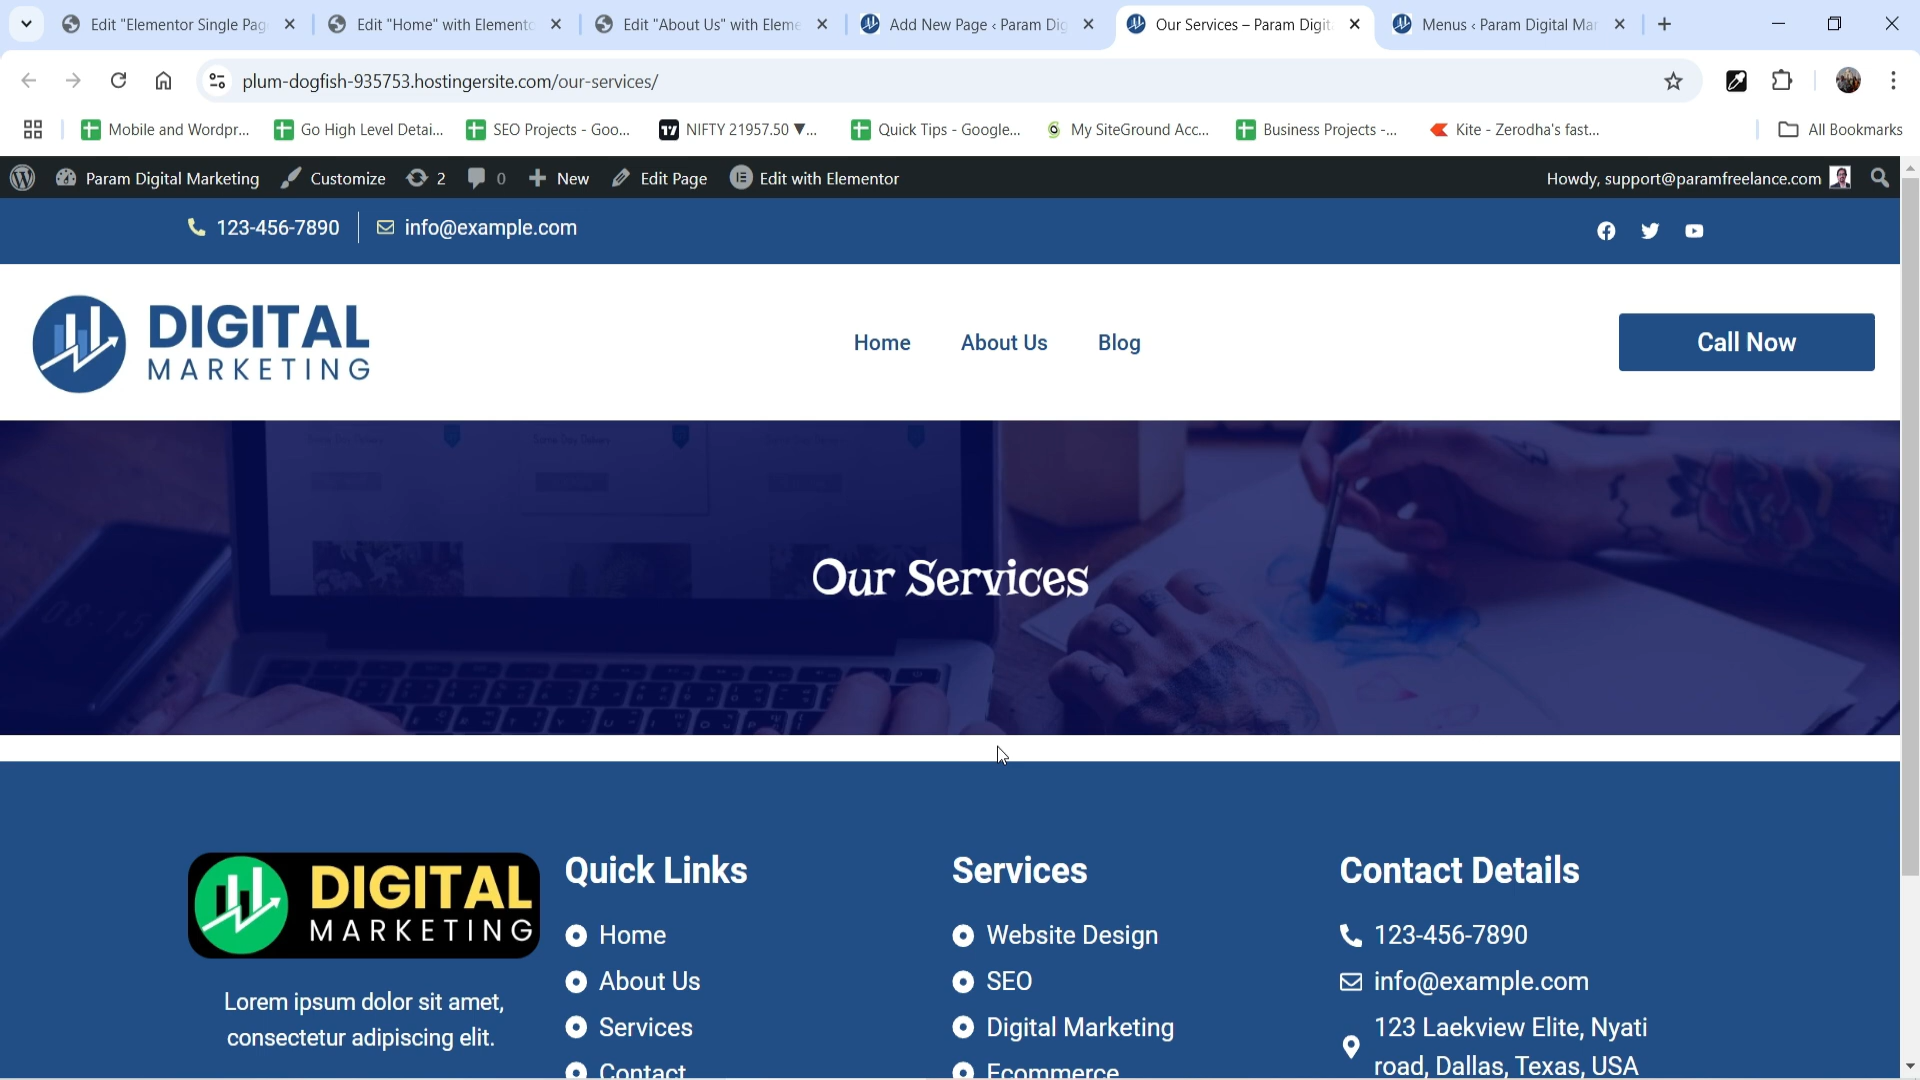 Edit "Elementor Single Pag
Edit "Home" with Elemento
Edit "About Us" with Eleme
Add New Page ‹ Param Dig
Our Services – Param Digit
Menus ‹ Param Digital Mar
plum-dogfish-935753.hostingersite.com/our-services/
Mobile and Wordpr...
Go High Level Detai...
SEO Projects - Goo...
NIFTY 21957.50 ▼...
Quick Tips - Google...
My SiteGround Acc...
Business Projects -...
Kite - Zerodha's fast...
All Bookmarks
Param Digital Marketing
Customize
2
0
New
Edit Page
Edit with Elementor
Howdy, support@paramfreelance.com
123-456-7890
info@example.com
DIGITAL
MARKETING
Home
About Us
Blog
Call Now
Our Services
DIGITAL
MARKETING
Lorem ipsum dolor sit amet,
consectetur adipiscing elit.
Quick Links
Home
About Us
Services
Contact
Services
Website Design
SEO
Digital Marketing
Ecommerce
Contact Details
123-456-7890
info@example.com
123 Laekview Elite, Nyati
road, Dallas, Texas, USA